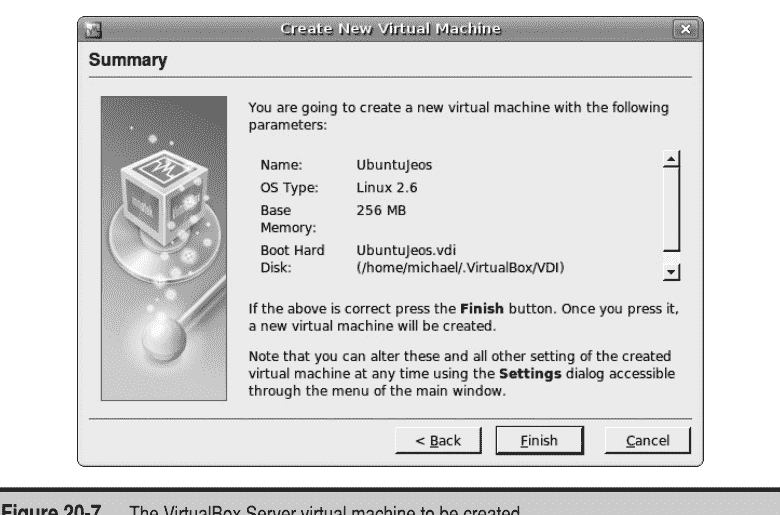 Create New Virtual Machine
Summary
You are going to create a new virtual machine with the following
parameters:
Name: UbuntuJeos
OS Type: Linux 2.6
Base 256 MB
Memory:
Boot Hard UbuntuJeos.vdi
Disk: (/home/michael/.VirtualBox/VDI)
If the above is correct press the Finish button. Once you press it,
a new virtual machine will be created.
Note that you can alter these and all other setting of the created
virtual machine at any time using the Settings dialog accessible
through the menu of the main window.
< Back Finish Cancel
Figure 20-7 The VirtualBox Server virtual machine to be created